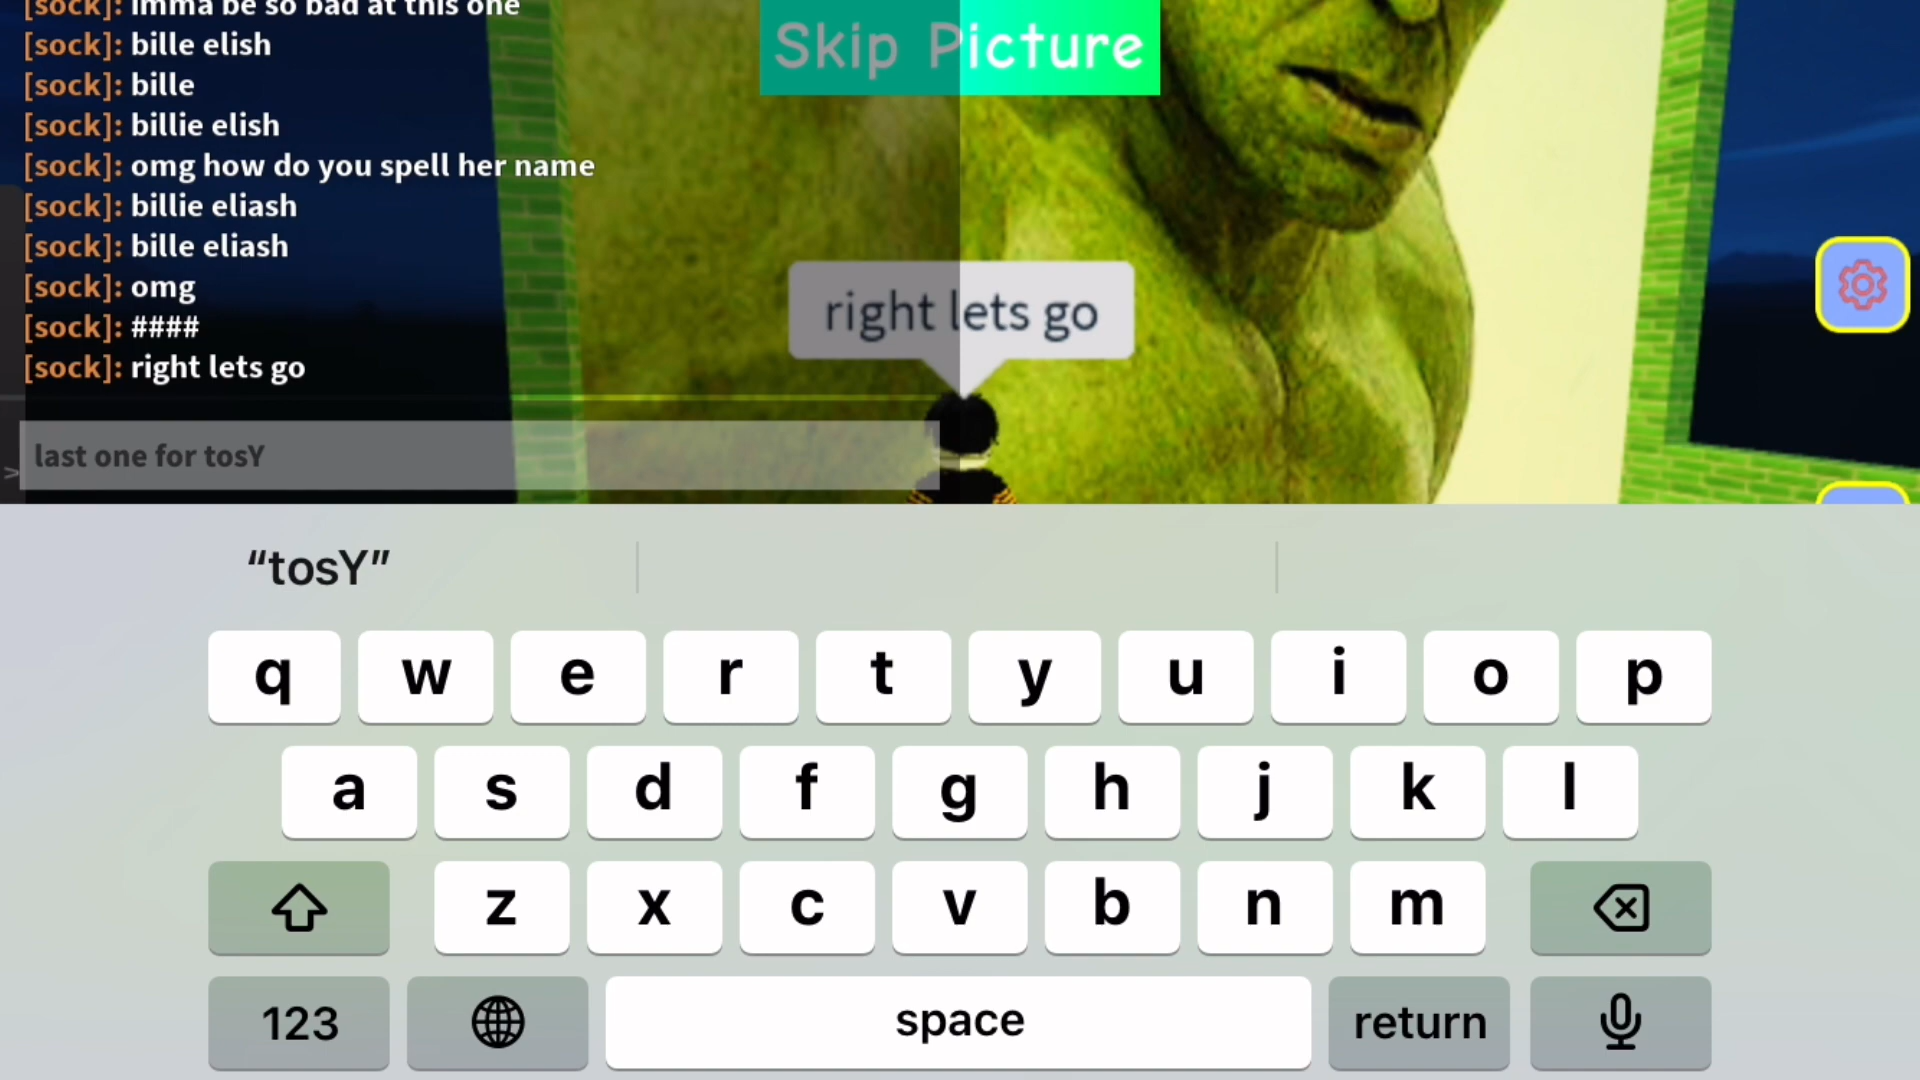 [sock]: imma be so bad at this one
[sock]: bille elish
[sock]: bille
[sock]: billie elish
[sock]: omg how do you spell her name
[sock]: billie eliash
[sock]: bille eliash
[sock]: omg
[sock]: ####
[sock]: right lets go
last one for tosY
>
Skip Picture
right lets go
“tosY”
q w e r t y u i o p
a s d f g h j k l
z x c v b n m
123 space return